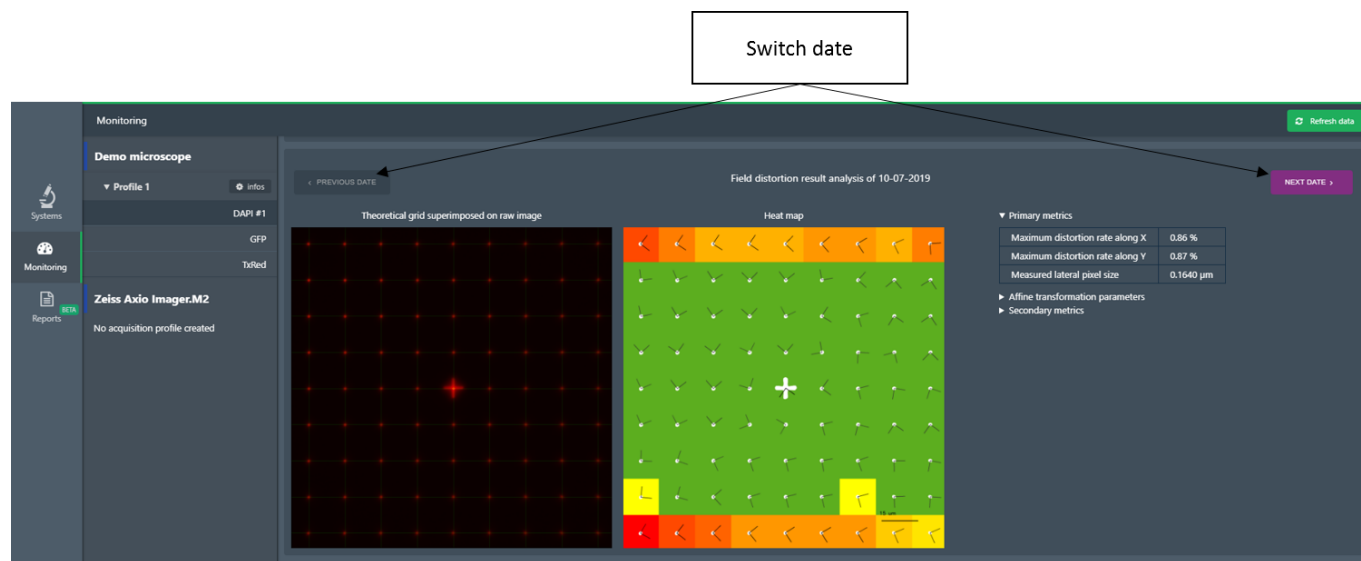 Switch date
Monitoring
Refresh data
Demo microscope
Profile 1
infos
DAPI #1
GFP
TxRed
Zeiss Axio Imager.M2
No acquisition profile created
Systems
Monitoring
BETA
Reports
‹ PREVIOUS DATE
Field distortion result analysis of 10-07-2019
NEXT DATE ›
Theoretical grid superimposed on raw image
Heat map
10 um
▼ Primary metrics
Maximum distortion rate along X 0.86 %
Maximum distortion rate along Y 0.87 %
Measured lateral pixel size 0.1640 μm
► Affine transformation parameters
► Secondary metrics